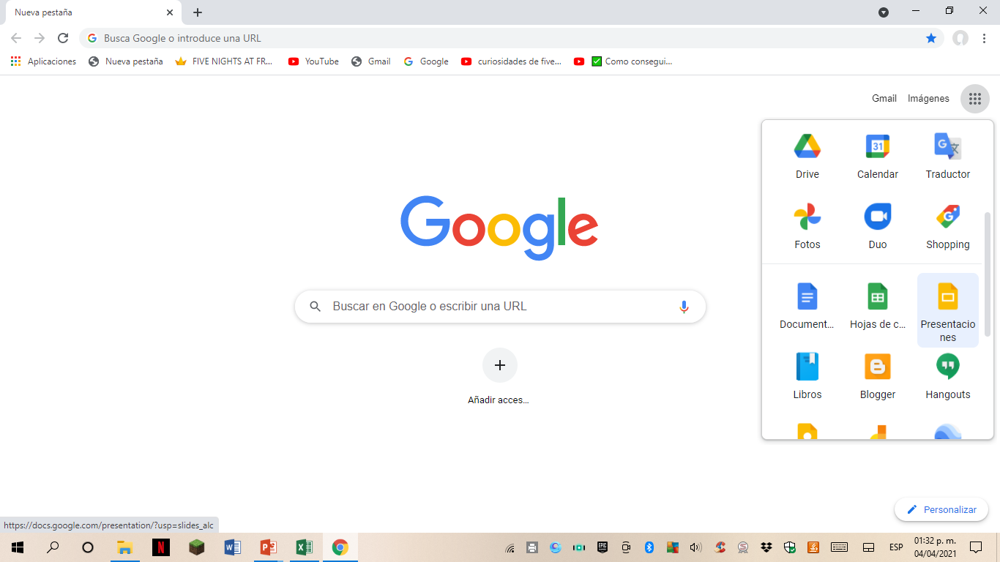 Nueva pestaña
Busca Google o introduce una URL
Aplicaciones Nueva pestaña FIVE NIGHTS AT FR... YouTube Gmail Google curiosidades de five... Como consegui...
Gmail Imágenes
Drive Calendar Traductor
31
Fotos Duo Shopping
Google
Buscar en Google o escribir una URL
Document... Hojas de c... Presentacio
nes
Libros Blogger Hangouts
Añadir acces...
Personalizar
https://docs.google.com/presentation/?usp=slides_alc
ESP
01:32 p. m.
04/04/2021